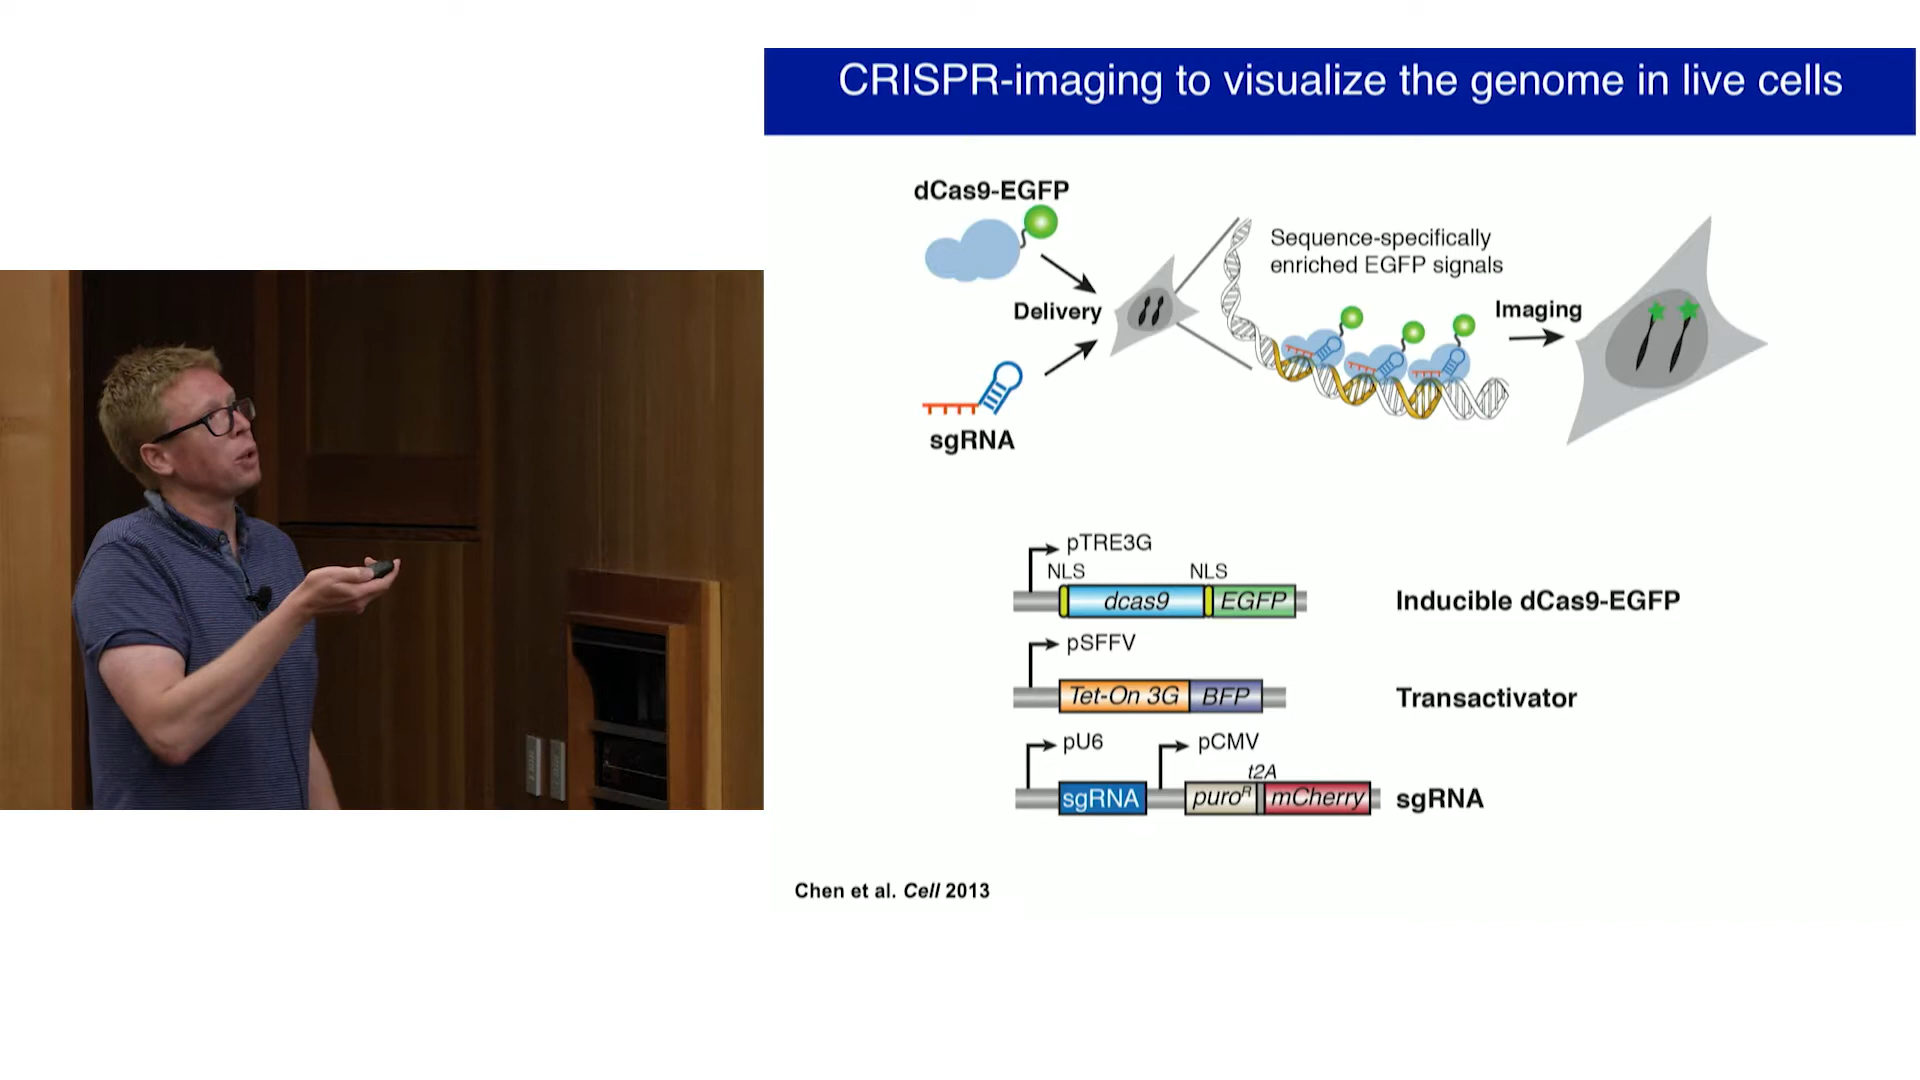 CRISPR-imaging to visualize the genome in live cells
dCas9-EGFP
Sequence-specifically
enriched EGFP signals
Delivery
Imaging
sgRNA
pTRE3G
NLS NLS
dcas9 EGFP Inducible dCas9-EGFP
pSFFV
Tet-On 3G BFP Transactivator
pU6 pCMV
t2A
sgRNA puroR mCherry sgRNA
Chen et al. Cell 2013